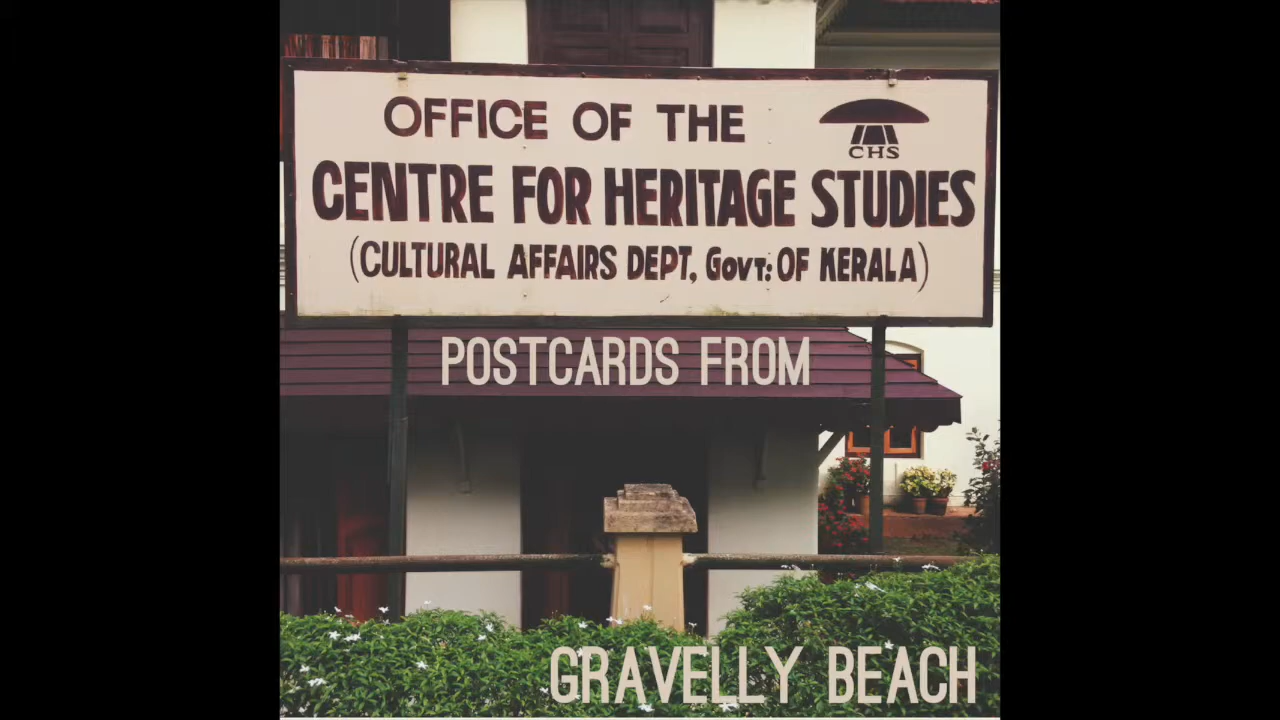 OFFICE OF THE
CHS
CENTRE FOR HERITAGE STUDIES
(CULTURAL AFFAIRS DEPT, GOVT: OF KERALA)
POSTCARDS FROM
GRAVELLY BEACH